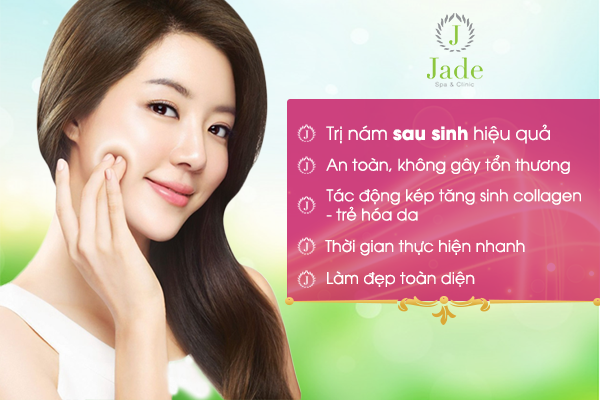 J
Jade
Spa & Clinic
Trị nám sau sinh hiệu quả
An toàn, không gây tổn thương
Tác động kép tăng sinh collagen
- trẻ hóa da
Thời gian thực hiện nhanh
Làm đẹp toàn diện